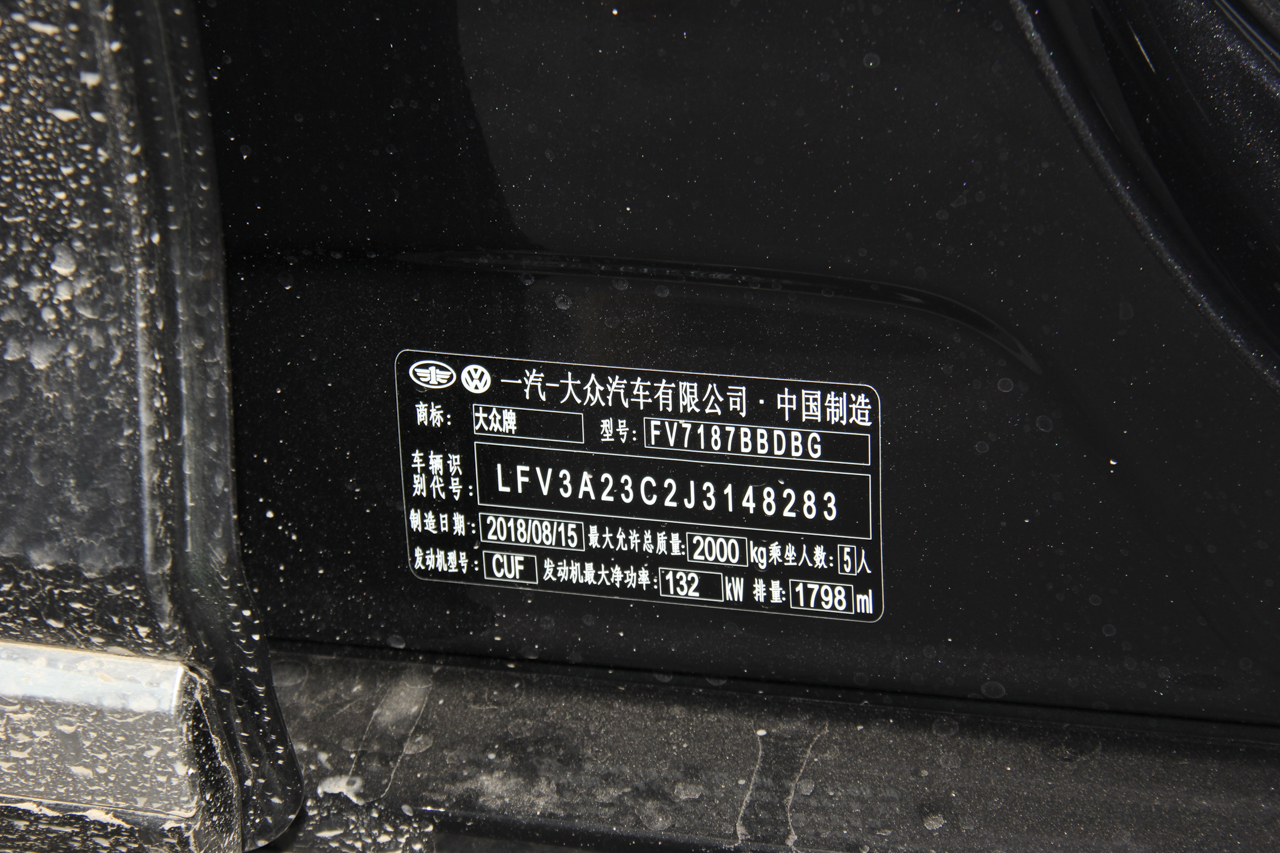 一汽-大众汽车有限公司·中国制造
商标: 大众牌 型号: FV7187BBDBG
车辆识别代号: LFV3A23C2J3148283
制造日期: 2018/08/15 最大允许总质量: 2000 kg 乘坐人数: 5 人
发动机型号: CUF 发动机最大净功率: 132 kW 排量: 1798 ml